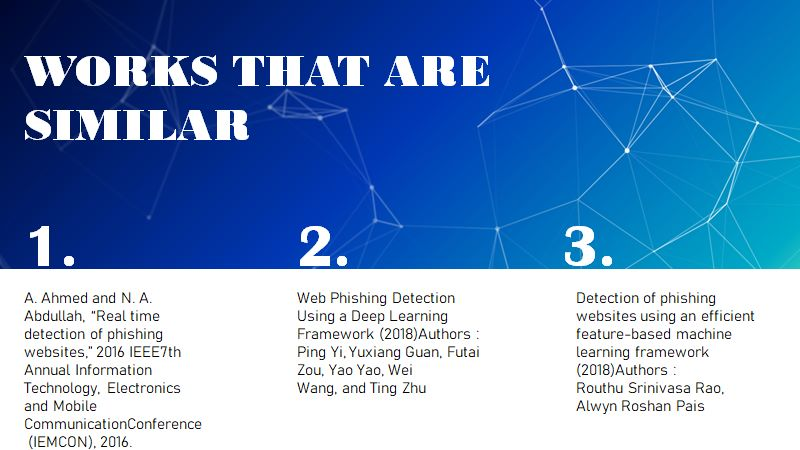 WORKS THAT ARE
SIMILAR
1.
A. Ahmed and N. A.
Abdullah, “Real time
detection of phishing
websites,” 2016 IEEE7th
Annual Information
Technology, Electronics
and Mobile
CommunicationConference
(IEMCON), 2016.
2.
Web Phishing Detection
Using a Deep Learning
Framework (2018)Authors :
Ping Yi,Yuxiang Guan, Futai
Zou, Yao Yao, Wei
Wang, and Ting Zhu
3.
Detection of phishing
websites using an efficient
feature-based machine
learning framework
(2018)Authors :
Routhu Srinivasa Rao,
Alwyn Roshan Pais